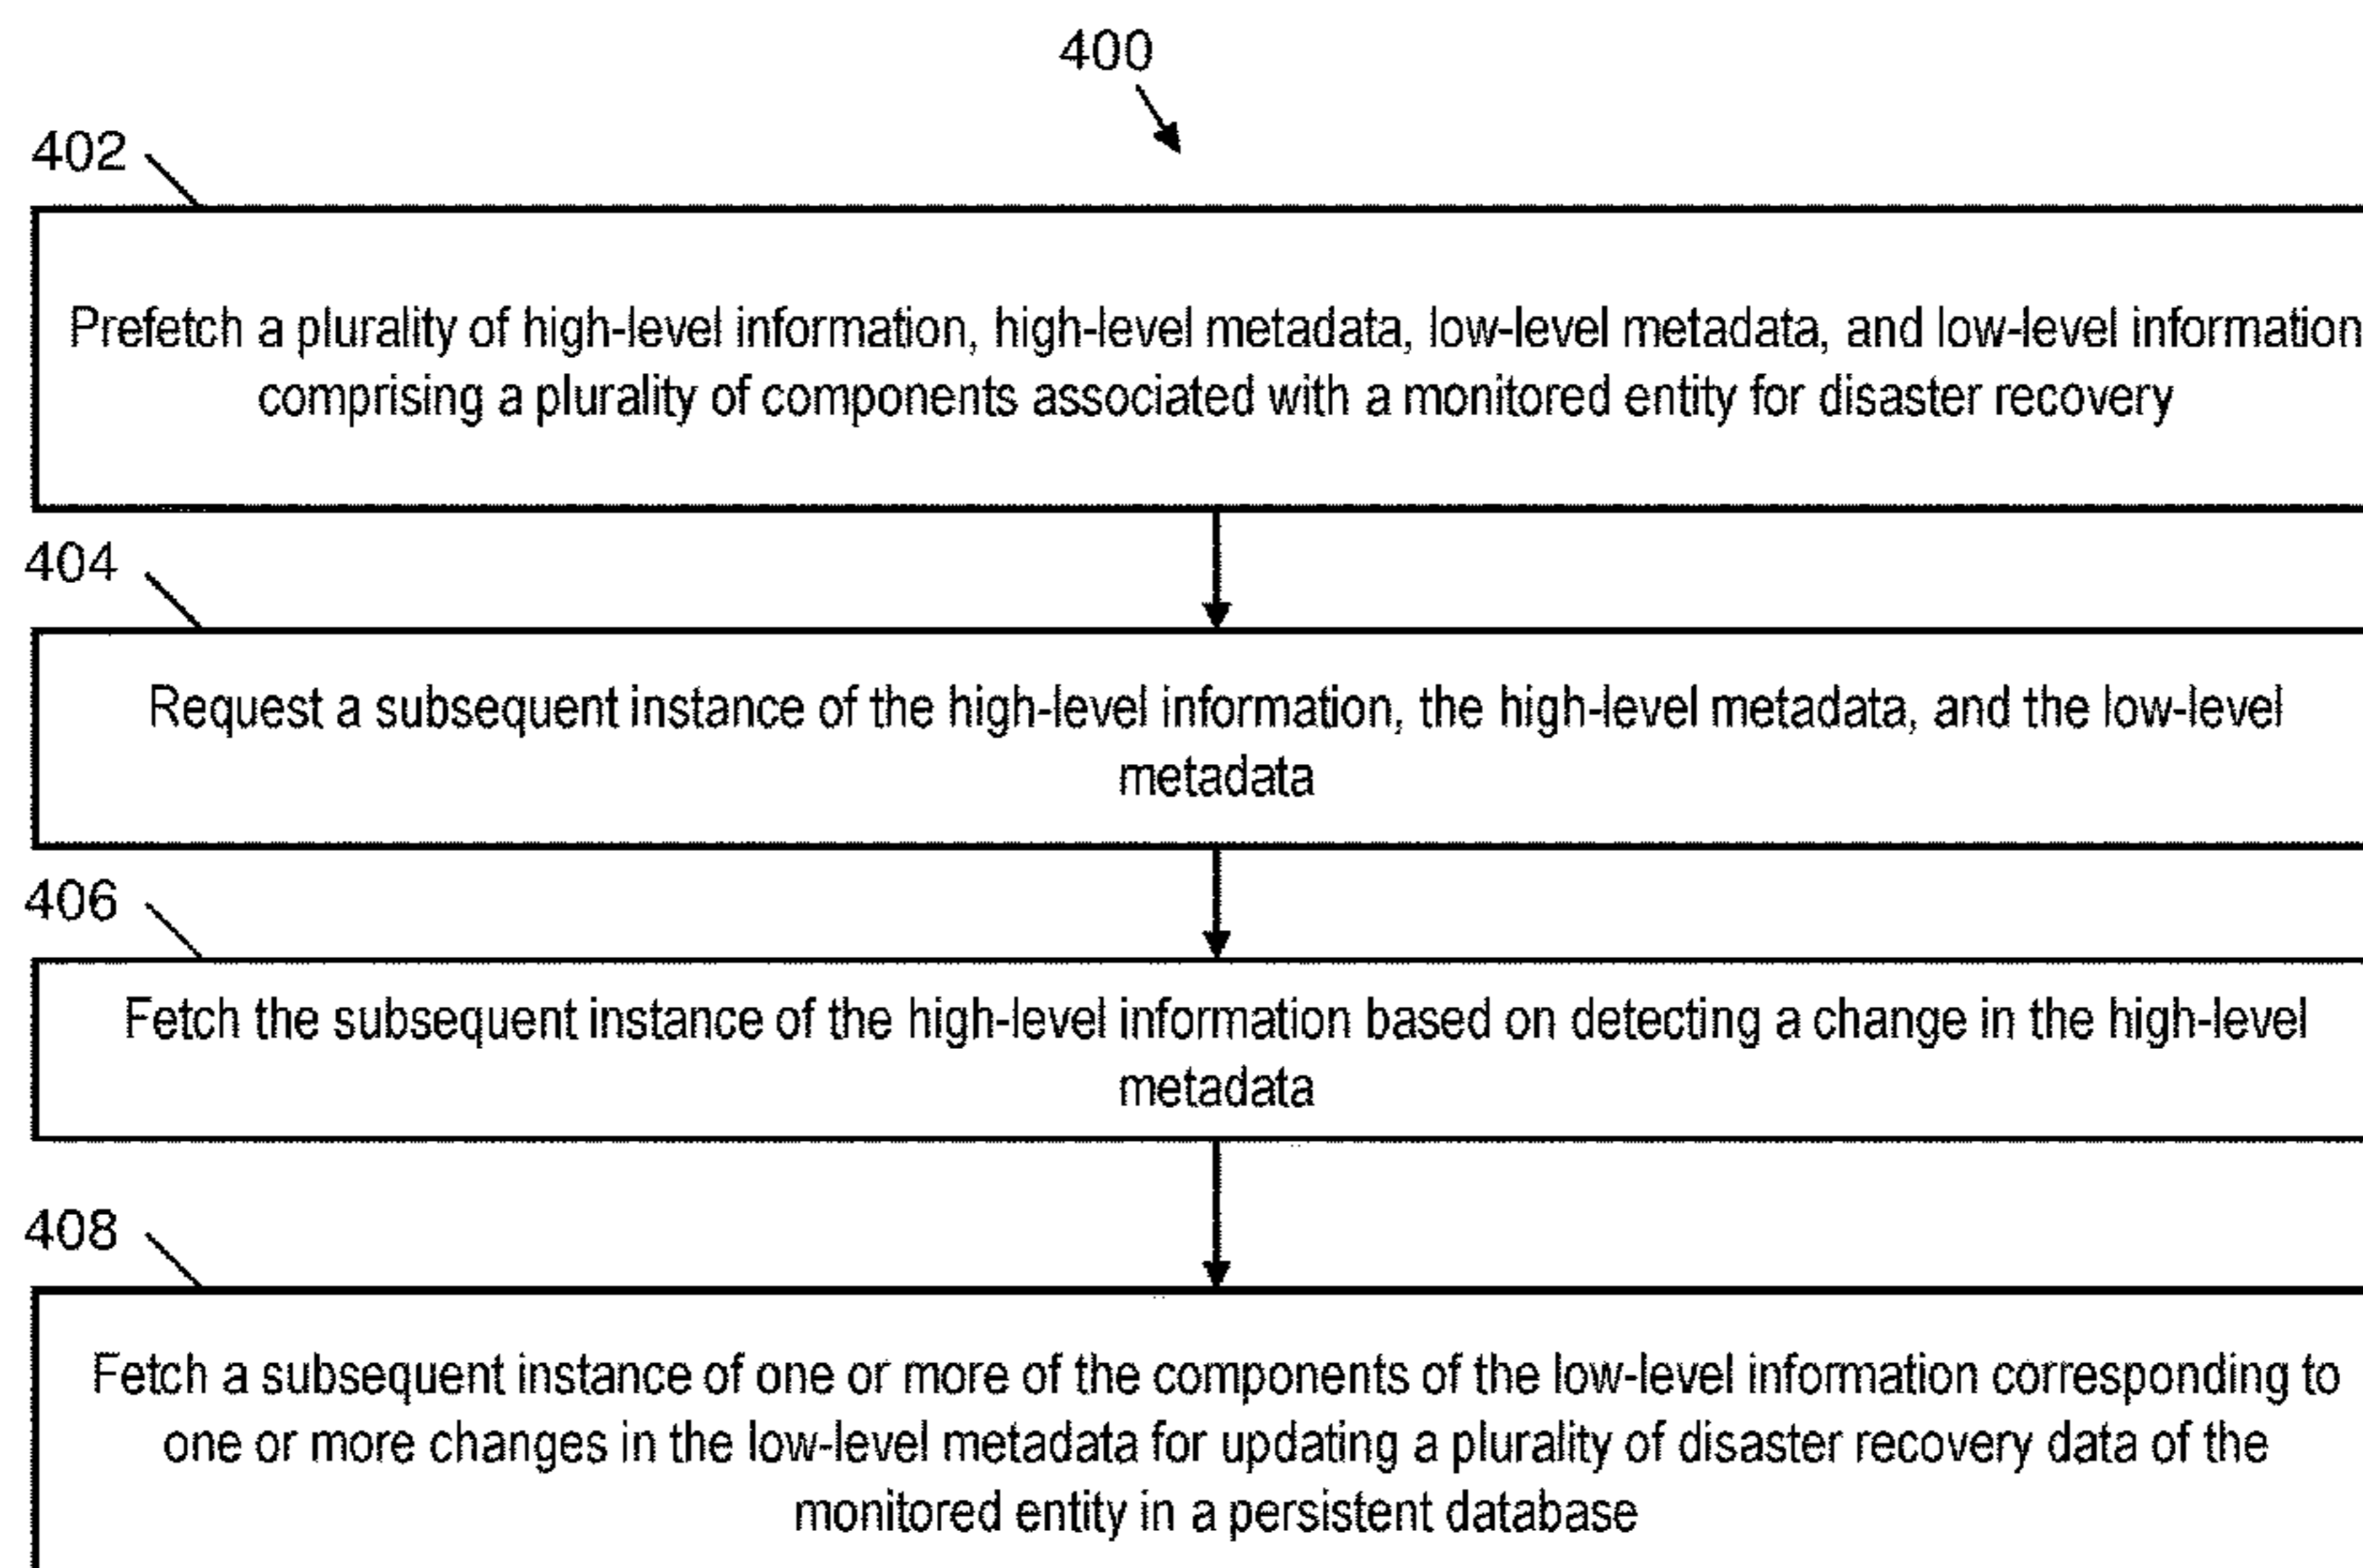 400
402
Prefetch a plurality of high-level information, high-level metadata, low-level metadata, and low-level information
comprising a plurality of components associated with a monitored entity for disaster recovery
404
Request a subsequent instance of the high-level information, the high-level metadata, and the low-level
metadata
406
Fetch the subsequent instance of the high-level information based on detecting a change in the high-level
metadata
408
Fetch a subsequent instance of one or more of the components of the low-level information corresponding to
one or more changes in the low-level metadata for updating a plurality of disaster recovery data of the
monitored entity in a persistent database